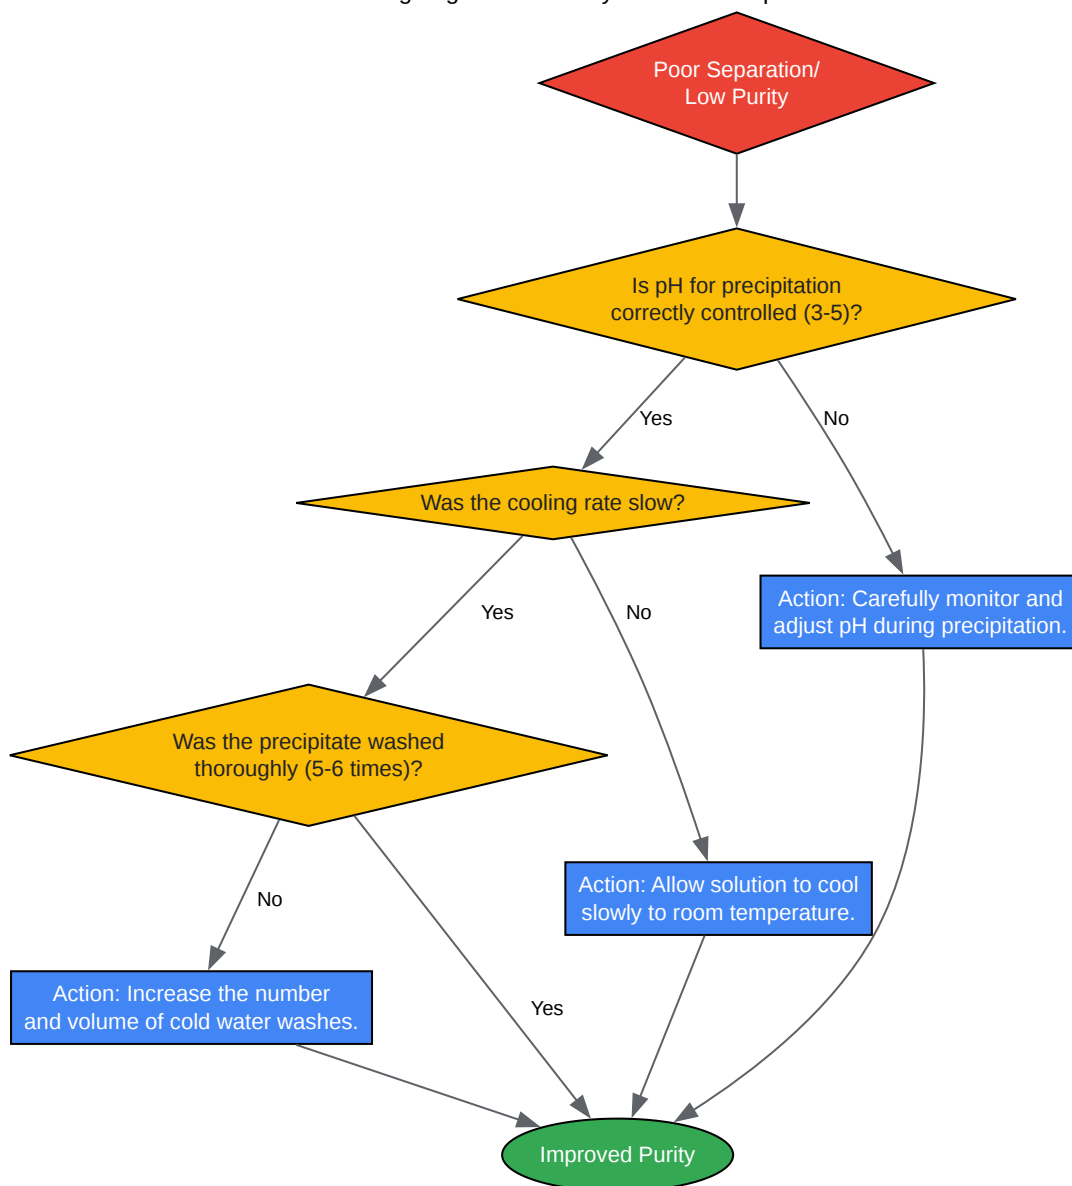 Poor Separation/
Low Purity
Is pH for precipitation
correctly controlled (3-5)?
Yes
No
Was the cooling rate slow?
Yes
No
Action: Carefully monitor and
adjust pH during precipitation.
Was the precipitate washed
thoroughly (5-6 times)?
Action: Allow solution to cool
slowly to room temperature.
No
Action: Increase the number
and volume of cold water washes.
Yes
Improved Purity